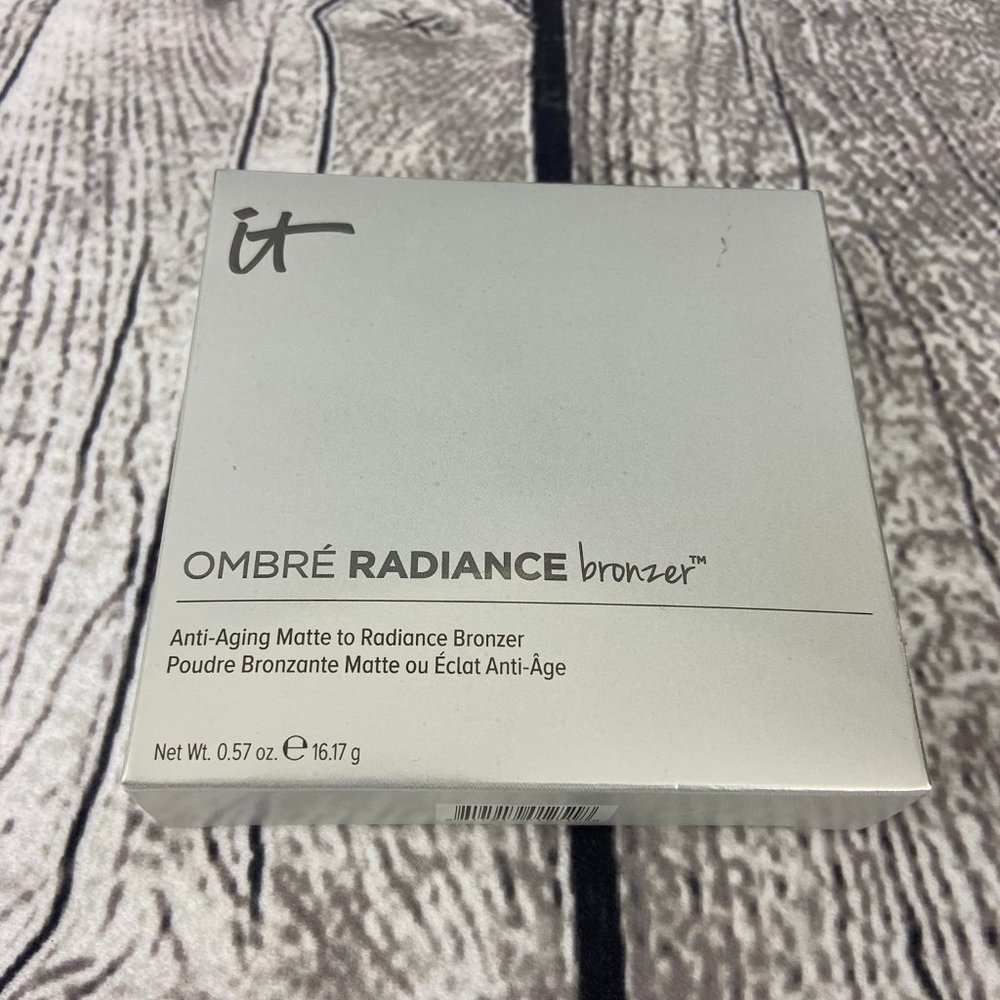 it
OMBRÉ RADIANCE bronzer™
Anti-Aging Matte to Radiance Bronzer
Poudre Bronzante Matte ou Éclat Anti-Âge
Net Wt. 0.57 oz. ℮ 16.17 g